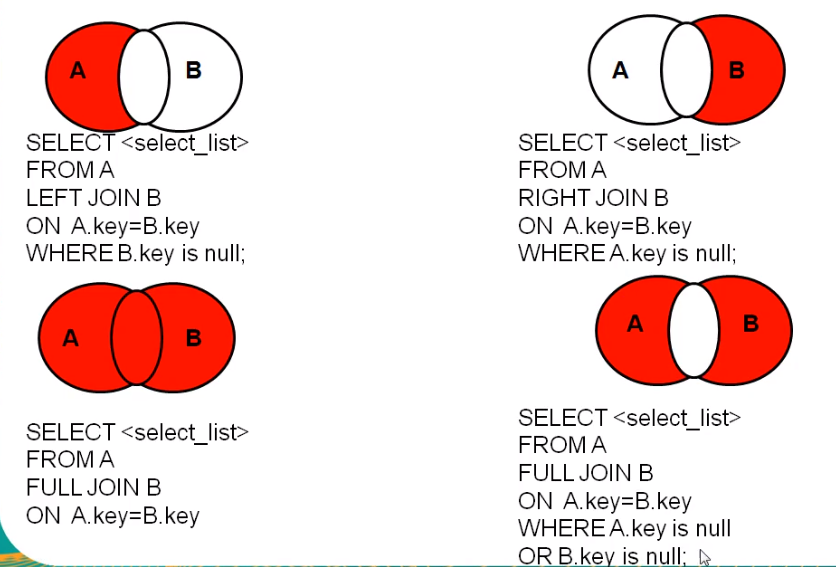 A B
SELECT <select_list>
FROM A
LEFT JOIN B
ON A.key=B.key
WHERE B.key is null;
A B
SELECT <select_list>
FROM A
RIGHT JOIN B
ON A.key=B.key
WHERE A.key is null;
A B
SELECT <select_list>
FROM A
FULL JOIN B
ON A.key=B.key
A B
SELECT <select_list>
FROM A
FULL JOIN B
ON A.key=B.key
WHERE A.key is null
OR B.key is null;